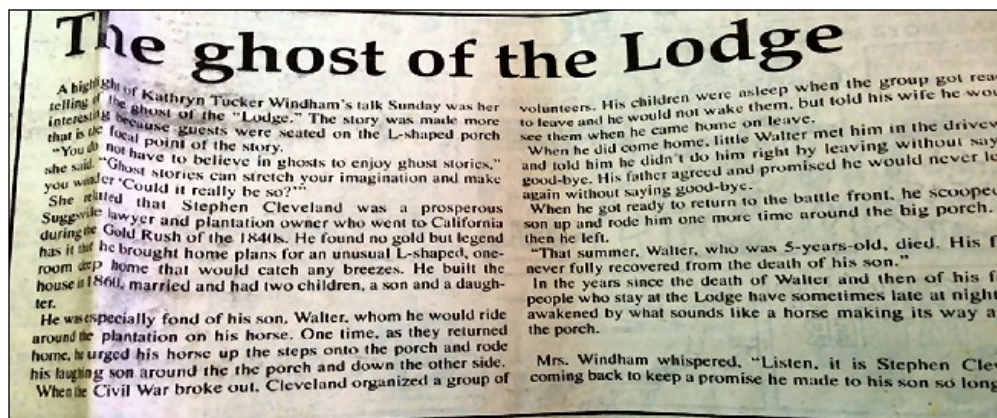 The ghost of the Lodge
A highlight of Kathryn Tucker Windham's talk Sunday was her
telling of the ghost of the "Lodge." The story was made more
interesting because guests were seated on the L-shaped porch
that is the focal point of the story.
"You do not have to believe in ghosts to enjoy ghost stories,"
she said. "Ghost stories can stretch your imagination and make
you wonder 'Could it really be so?'"
She related that Stephen Cleveland was a prosperous
Suggsville lawyer and plantation owner who went to California
during the Gold Rush of the 1840s. He found no gold but legend
has it that he brought home plans for an unusual L-shaped, one-
room deep home that would catch any breezes. He built the
house in 1860, married and had two children, a son and a daugh-
ter.
He was especially fond of his son, Walter, whom he would ride
around the plantation on his horse. One time, as they returned
home, he urged his horse up the steps onto the porch and rode
his laughing son around the the porch and down the other side.
When the Civil War broke out, Cleveland organized a group of
volunteers. His children were asleep when the group got
to leave and he would not wake them, but told his wife he
see them when he came home on leave.
When he did come home, little Walter met him in the
and told him he didn't do him right by leaving without
good-bye. His father agreed and promised he would never
again without saying good-bye.
When he got ready to return to the battle front, he scooped
son up and rode him one more time around the big porch.
then he left.
"That summer, Walter, who was 5-years-old, died. His
never fully recovered from the death of his son."
In the years since the death of Walter and then of his
people who stay at the Lodge have sometimes late at night
awakened by what sounds like a horse making its way
the porch.
Mrs. Windham whispered, "Listen, it is Stephen
coming back to keep a promise he made to his son so